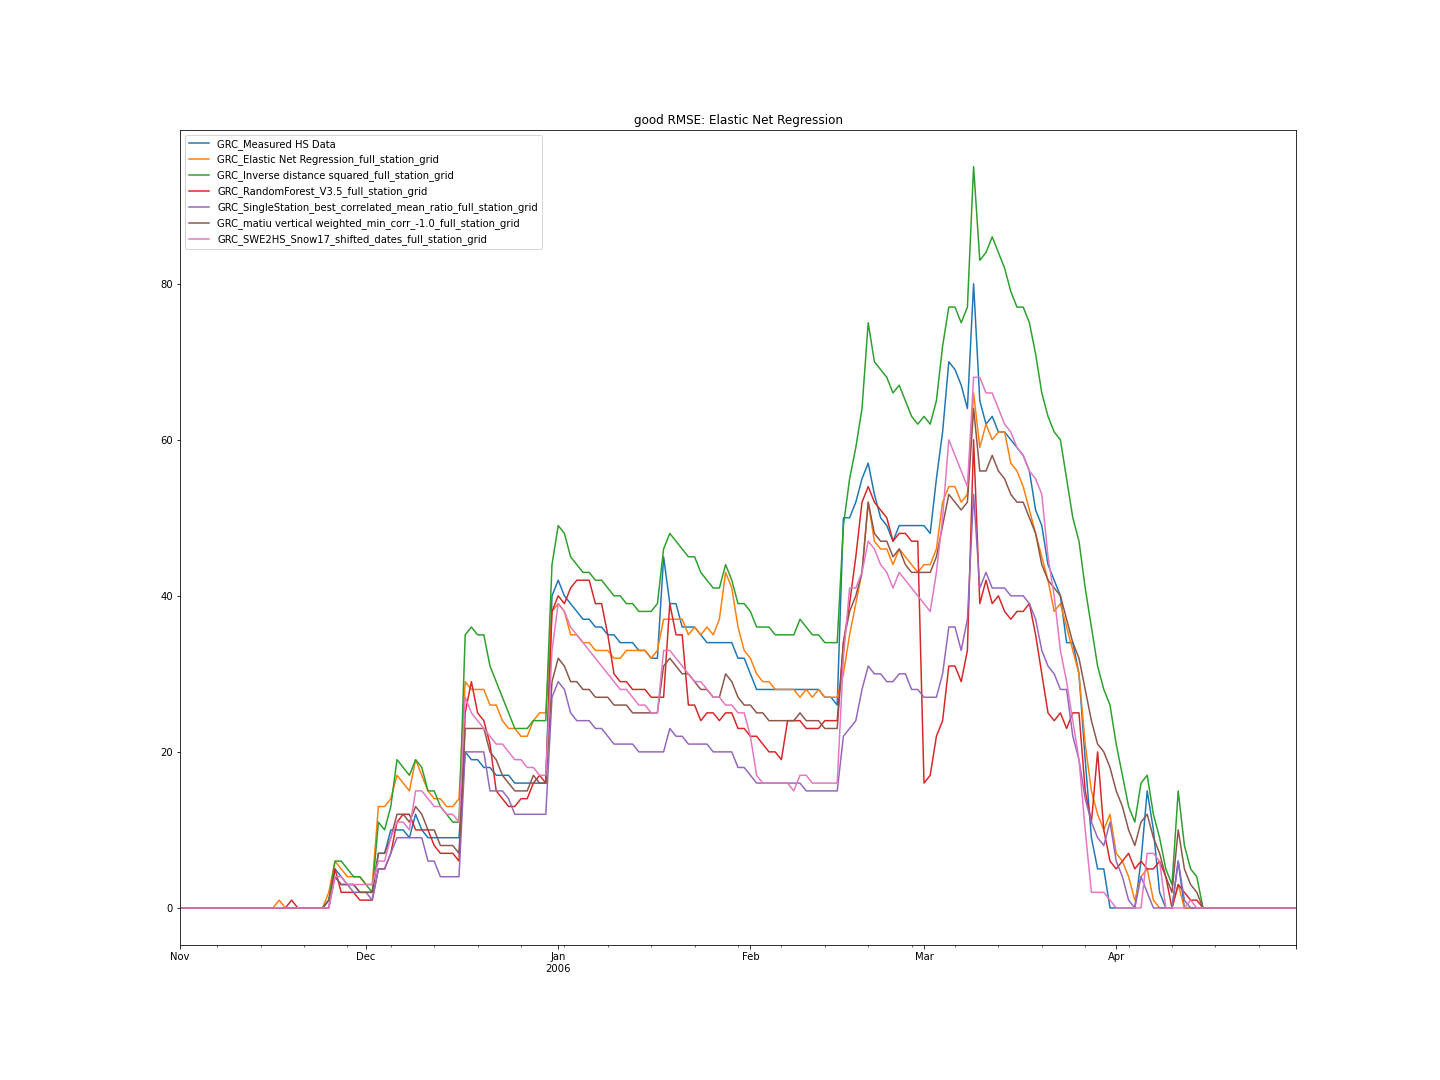 good RMSE: Elastic Net Regression
GRC_Measured HS Data
GRC_Elastic Net Regression_full_station_grid
GRC_Inverse distance squared_full_station_grid
GRC_RandomForest_V3.5_full_station_grid
GRC_SingleStation_best_correlated_mean_ratio_full_station_grid
GRC_matiu vertical weighted_min_corr_-1.0_full_station_grid
GRC_SWE2HS_Snow17_shifted_dates_full_station_grid
80
60
40
20
0
Nov Dec Jan Feb Mar Apr
2006